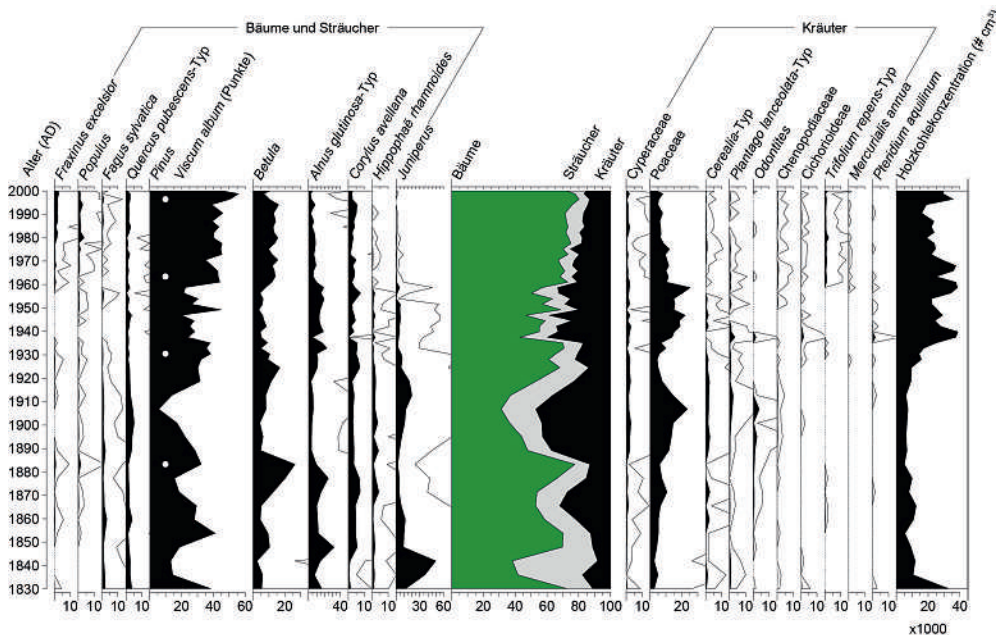 Bäume und Sträucher
Kräuter
Alter (AD)
Fraxinus excelsior
Populus
Fagus sylvatica
Quercus pubescens-Typ
Pinus
Viscum album (Punkte)
Betula
Alnus glutinosa-Typ
Corylus avellana
Hippophaë rhamnoides
Juniperus
Bäume
Sträucher
Kräuter
Cyperaceae
Poaceae
Cerealia-Typ
Plantago lanceolata-Typ
Odontites
Chenopodiaceae
Cichorioideae
Trifolium repens-Typ
Mercurialis annua
Pteridium aquilinum
Holzkohlekonzentration (# cm³)
2000
1990
1980
1970
1960
1950
1940
1930
1920
1910
1900
1890
1880
1870
1860
1850
1840
1830
10 10 10 10 20 40 60 20 40 10 10 30 60 20 40 60 80 100 10 20 10 10 10 10 10 10 10 10 20 40
x1000